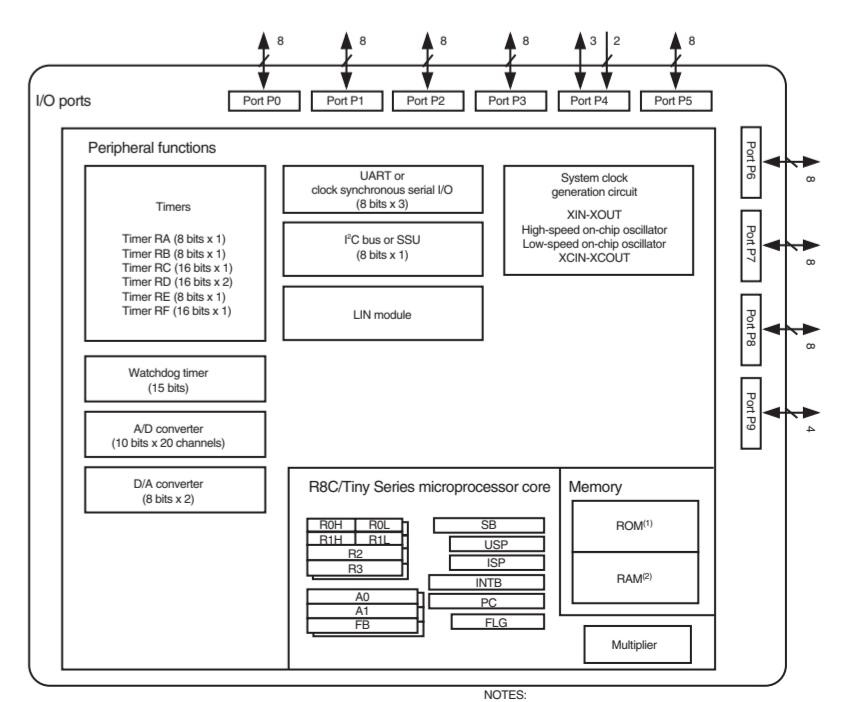 8
8
8
8
3
2
8
I/O ports
Port P0
Port P1
Port P2
Port P3
Port P4
Port P5
Peripheral functions
Timers
Timer RA (8 bits x 1)
Timer RB (8 bits x 1)
Timer RC (16 bits x 1)
Timer RD (16 bits x 2)
Timer RE (8 bits x 1)
Timer RF (16 bits x 1)
UART or
clock synchronous serial I/O
(8 bits x 3)
I²C bus or SSU
(8 bits x 1)
LIN module
System clock
generation circuit
XIN-XOUT
High-speed on-chip oscillator
Low-speed on-chip oscillator
XCIN-XCOUT
Port P6
8
Port P7
8
Port P8
8
Port P9
4
Watchdog timer
(15 bits)
A/D converter
(10 bits x 20 channels)
D/A converter
(8 bits x 2)
R8C/Tiny Series microprocessor core
R0H
R0L
R1H
R1L
R2
R3
A0
A1
FB
SB
USP
ISP
INTB
PC
FLG
Memory
ROM(1)
RAM(2)
Multiplier
NOTES: